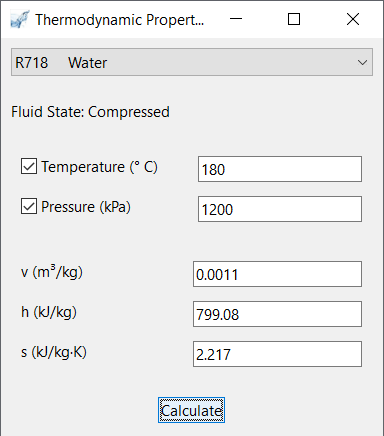 Thermodynamic Propert...
R718 Water
Fluid State: Compressed
Temperature (° C) 180
Pressure (kPa) 1200
v (m³/kg) 0.0011
h (kJ/kg) 799.08
s (kJ/kg·K) 2.217
Calculate